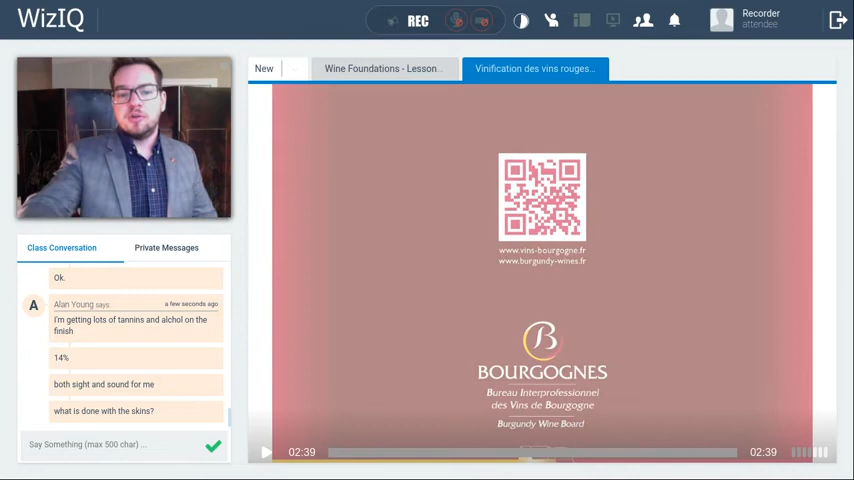 WizIQ
REC
Recorder
attendee
New
Wine Foundations - Lesson...
Vinification des vins rouges...
www.vins-bourgogne.fr
www.burgundy-wines.fr
B
BOURGOGNES
Bureau Interprofessionnel
des Vins de Bourgogne
Burgundy Wine Board
02:39
02:39
Class Conversation
Private Messages
Ok.
A
Alan Young says:
a few seconds ago
I'm getting lots of tannins and alchol on the
finish
14%
both sight and sound for me
what is done with the skins?
Say Something (max 500 char) ...